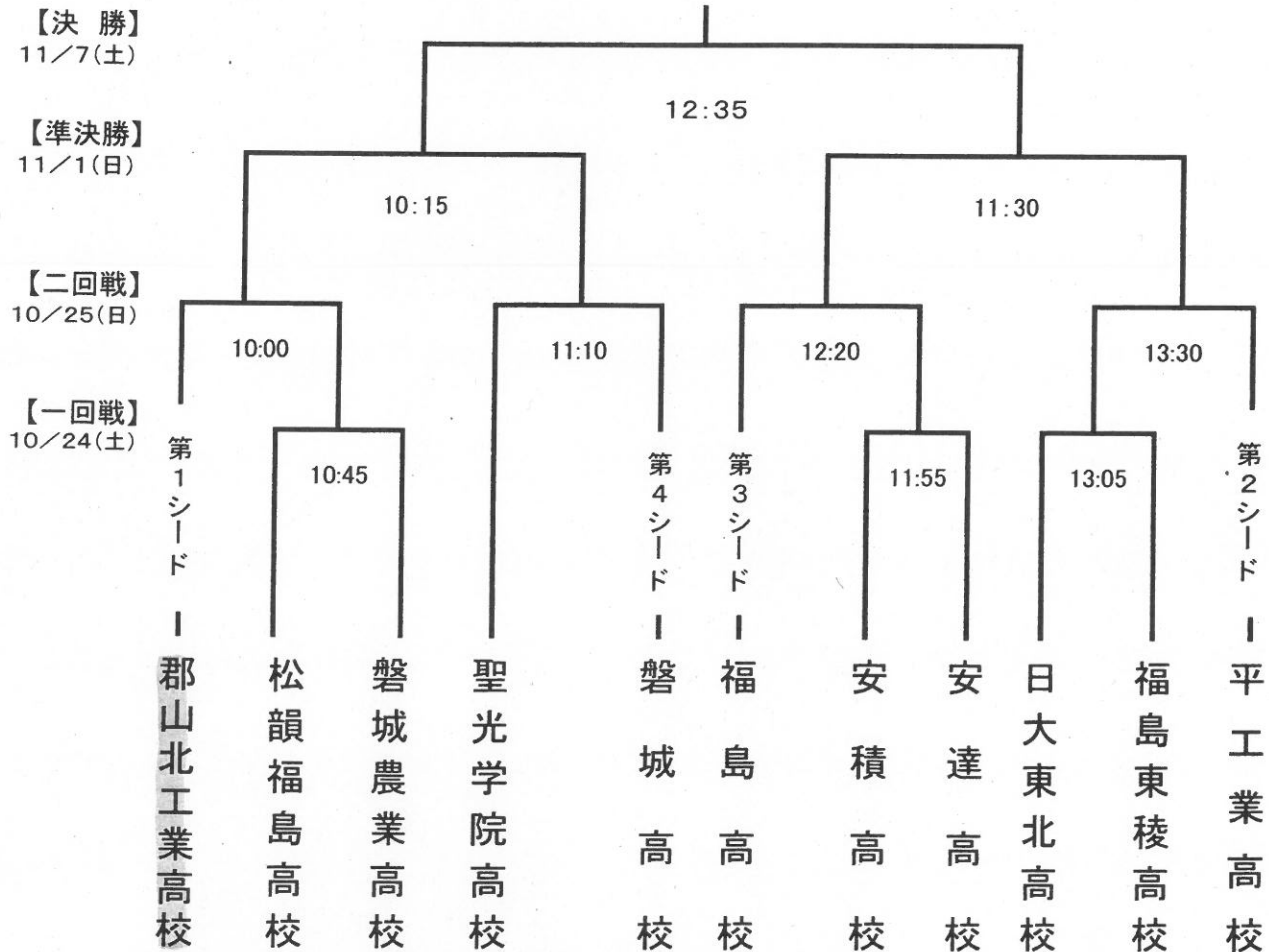 【決 勝】
11/7(土)
12:35
【準決勝】
11/1(日)
10:15
11:30
【二回戦】
10/25(日)
10:00
11:10
12:20
13:30
【一回戦】
10/24(土)
10:45
11:55
13:05
第1シード
第4シード
第3シード
第2シード
郡山北工業高校
松韻福島高校
磐城農業高校
聖光学院高校
磐城高校
福島高校
安積高校
安達高校
日大東北高校
福島東稜高校
平工業高校